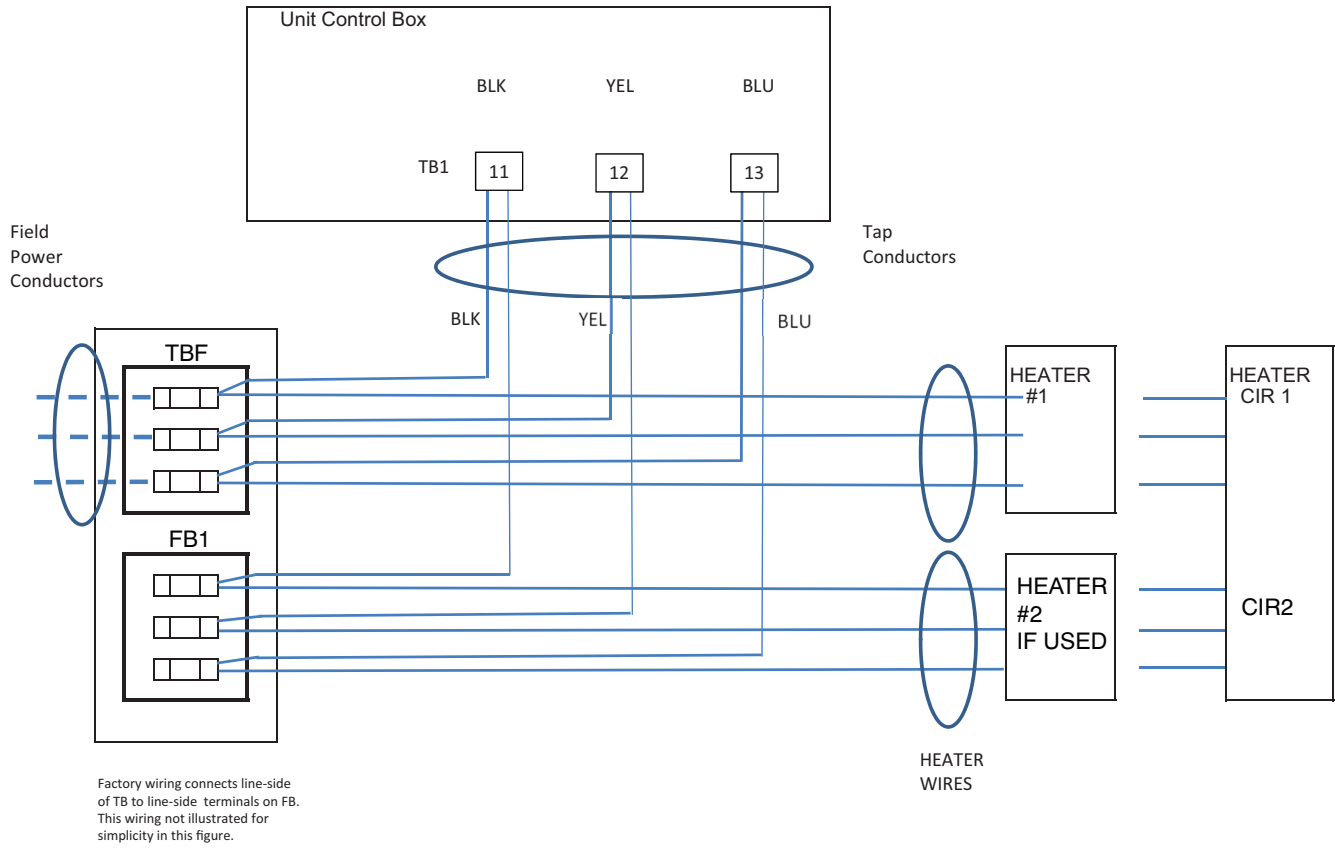 Unit Control Box
BLK YEL BLU
TB1 11 12 13
Field
Power
Conductors
Tap
Conductors
BLK YEL BLU
TBF
HEATER
#1
HEATER
CIR 1
FB1
HEATER
#2
IF USED
CIR2
HEATER
WIRES
Factory wiring connects line-side
of TB to line-side terminals on FB.
This wiring not illustrated for
simplicity in this figure.